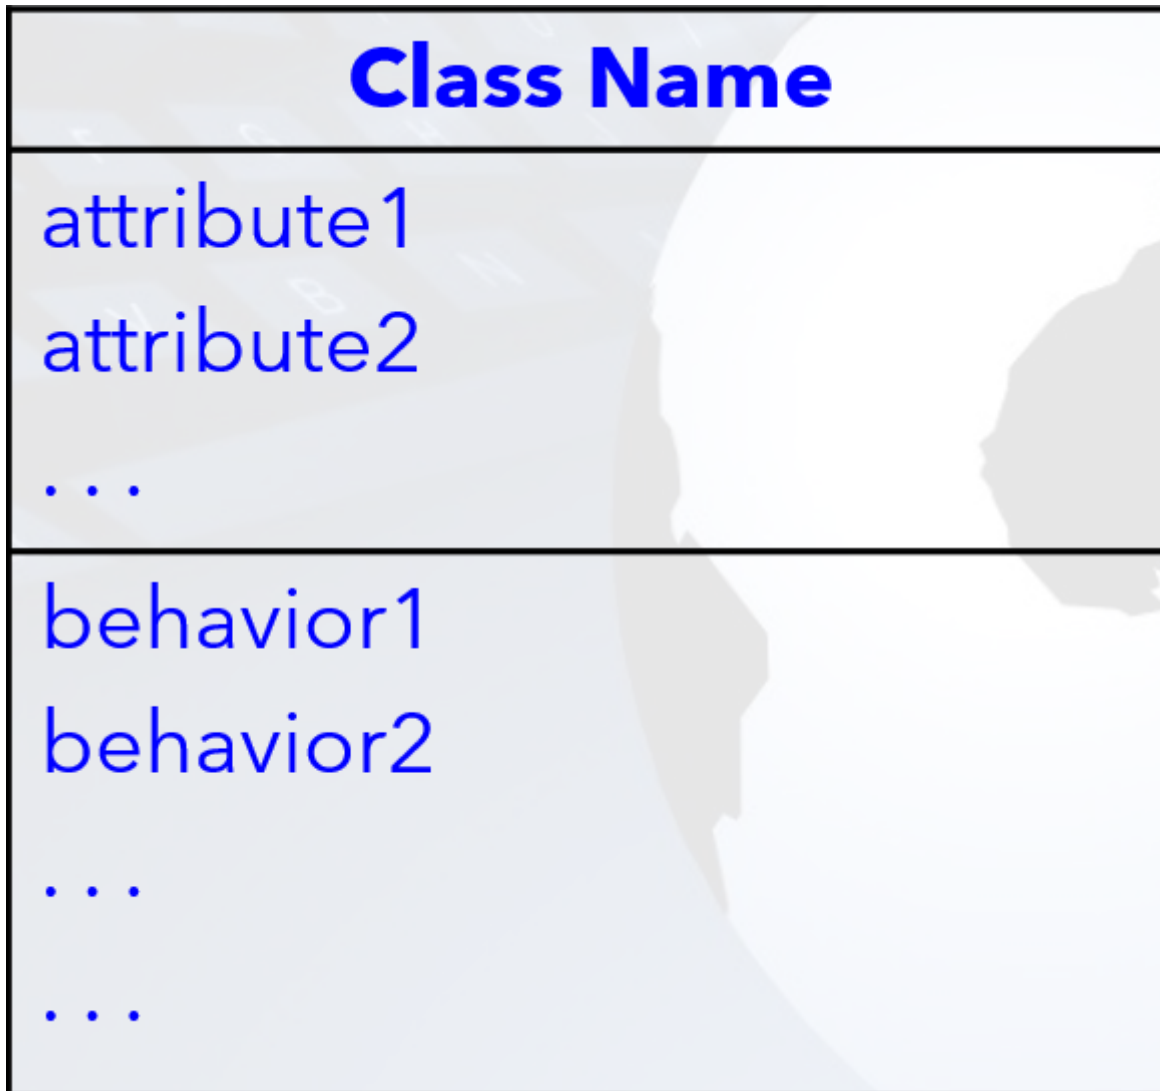 Class Name
attribute1
attribute2
. . .
behavior1
behavior2
. . .
. . .